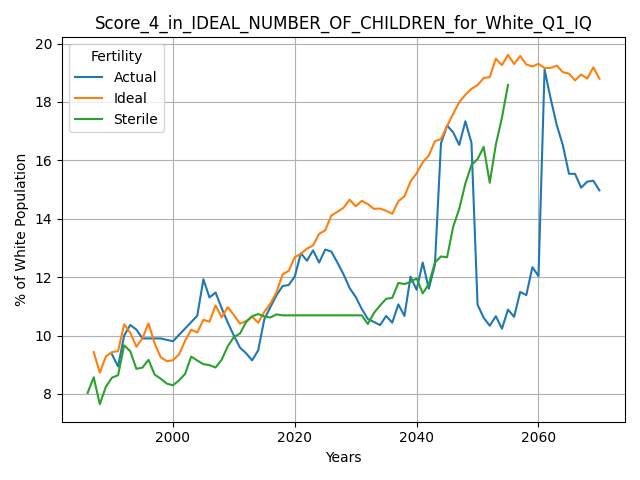 Score_4_in_IDEAL_NUMBER_OF_CHILDREN_for_White_Q1_IQ
Fertility
Actual
Ideal
Sterile
% of White Population
20
18
16
14
12
10
8
2000 2020 2040 2060
Years